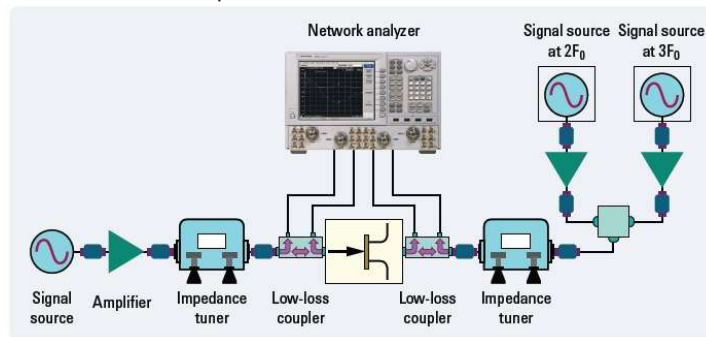 Network analyzer
Signal source
at 2F₀
Signal source
at 3F₀
Signal
source
Amplifier
Impedance
tuner
Low-loss
coupler
Low-loss
coupler
Impedance
tuner